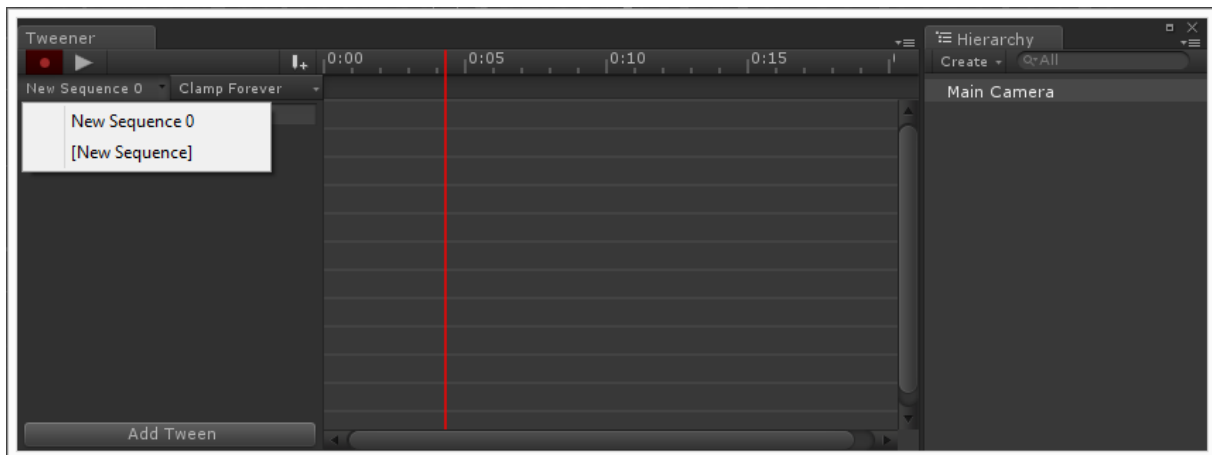 Tweener
Hierarchy
0:00 0:05 0:10 0:15
Create All
New Sequence 0 Clamp Forever
Main Camera
New Sequence 0
[New Sequence]
Add Tween